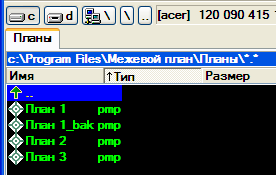 c d \ \ .. [acer] 120 090 415
Планы
c:\Program Files\Межевой план\Планы\*.*
Имя ↑Тип Размер
..
План 1 pmp
План 1_bak pmp
План 2 pmp
План 3 pmp